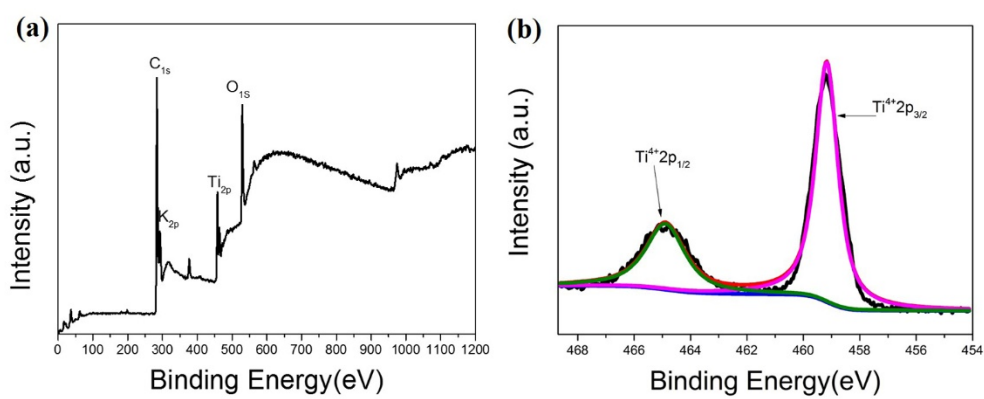 (a)
C1s
O1S
K2p
Ti2p
Intensity (a.u.)
0 100 200 300 400 500 600 700 800 900 1000 1100 1200
Binding Energy(eV)
(b)
Ti4+2p3/2
Ti4+2p1/2
Intensity (a.u.)
468 466 464 462 460 458 456 454
Binding Energy(eV)